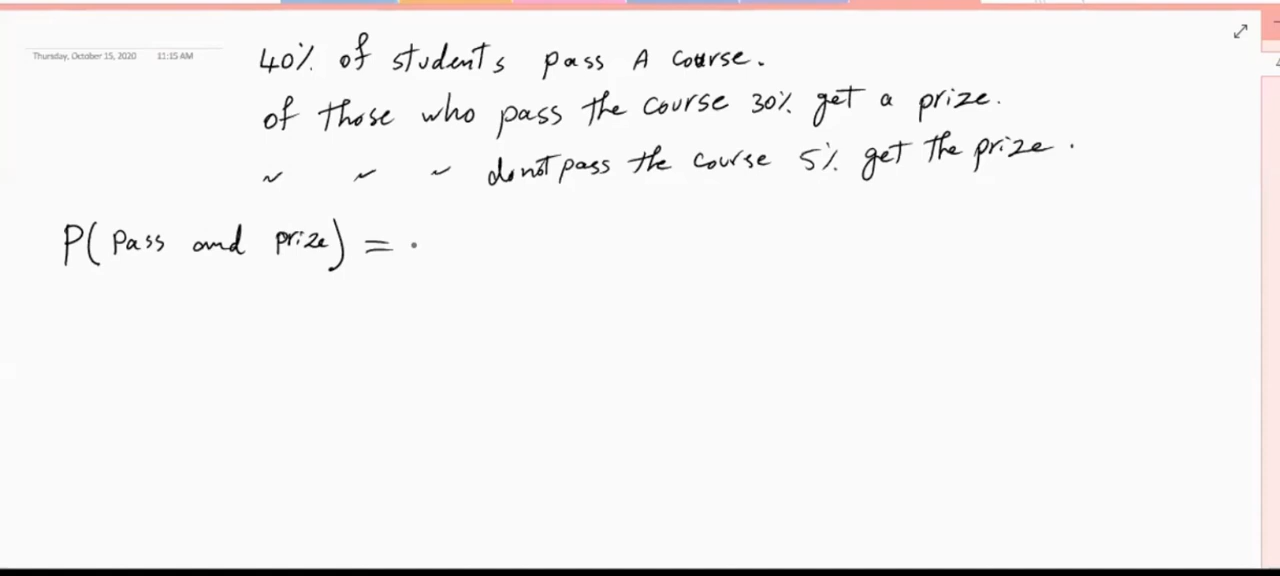 Thursday, October 15, 2020 11:15 AM
40% of students pass A course.
of those who pass the course 30% get a prize.
~ ~ ~ do not pass the course 5% get the prize.
P( Pass and prize) = .